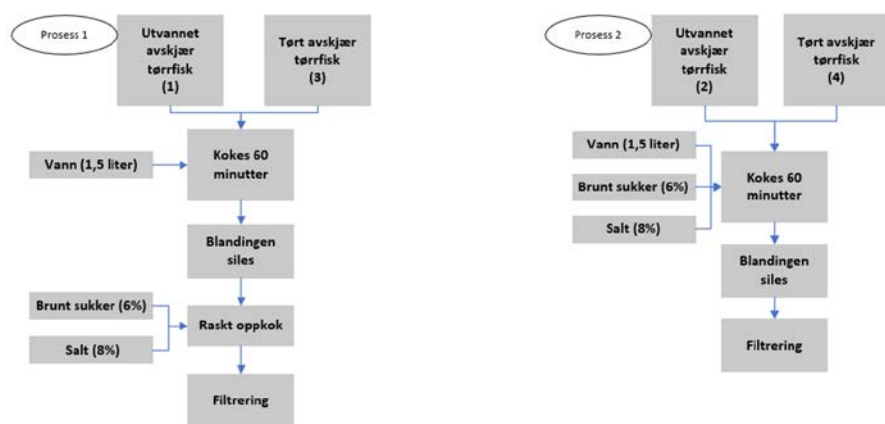 Prosess 1
Utvannet
avskjær
tørrfisk
(1)
Tørt avskjær
tørrfisk
(3)
Vann (1,5 liter)
Kokes 60
minutter
Blandingen
siles
Brunt sukker (6%)
Salt (8%)
Raskt oppkok
Filtrering
Prosess 2
Utvannet
avskjær
tørrfisk
(2)
Tørt avskjær
tørrfisk
(4)
Vann (1,5 liter)
Brunt sukker (6%)
Salt (8%)
Kokes 60
minutter
Blandingen
siles
Filtrering